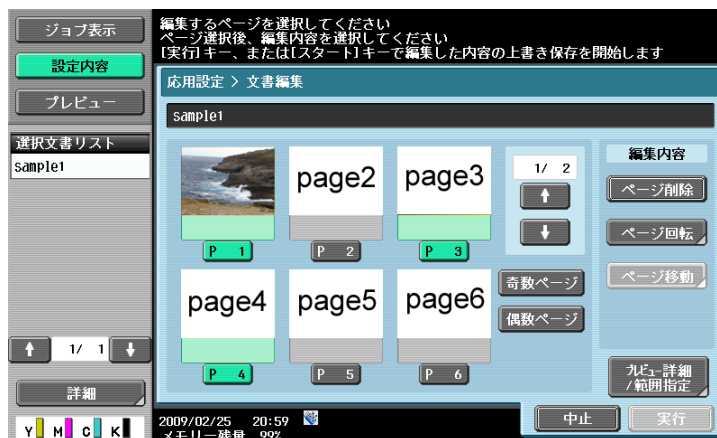 ジョブ表示
設定内容
プレビュー
選択文書リスト
sample1
1/ 1
詳細
Y M C K
編集するページを選択してください
ページ選択後、編集内容を選択してください
[実行]キー、または[スタート]キーで編集した内容の上書き保存を開始します
応用設定 > 文書編集
sample1
page2
page3
P 1
P 2
P 3
page4
page5
page6
P 4
P 5
P 6
1/ 2
奇数ページ
偶数ページ
編集内容
ページ削除
ページ回転
ページ移動
プレビュー詳細
/範囲指定
2009/02/25 20:59
メモリー残量 99%
中止
実行